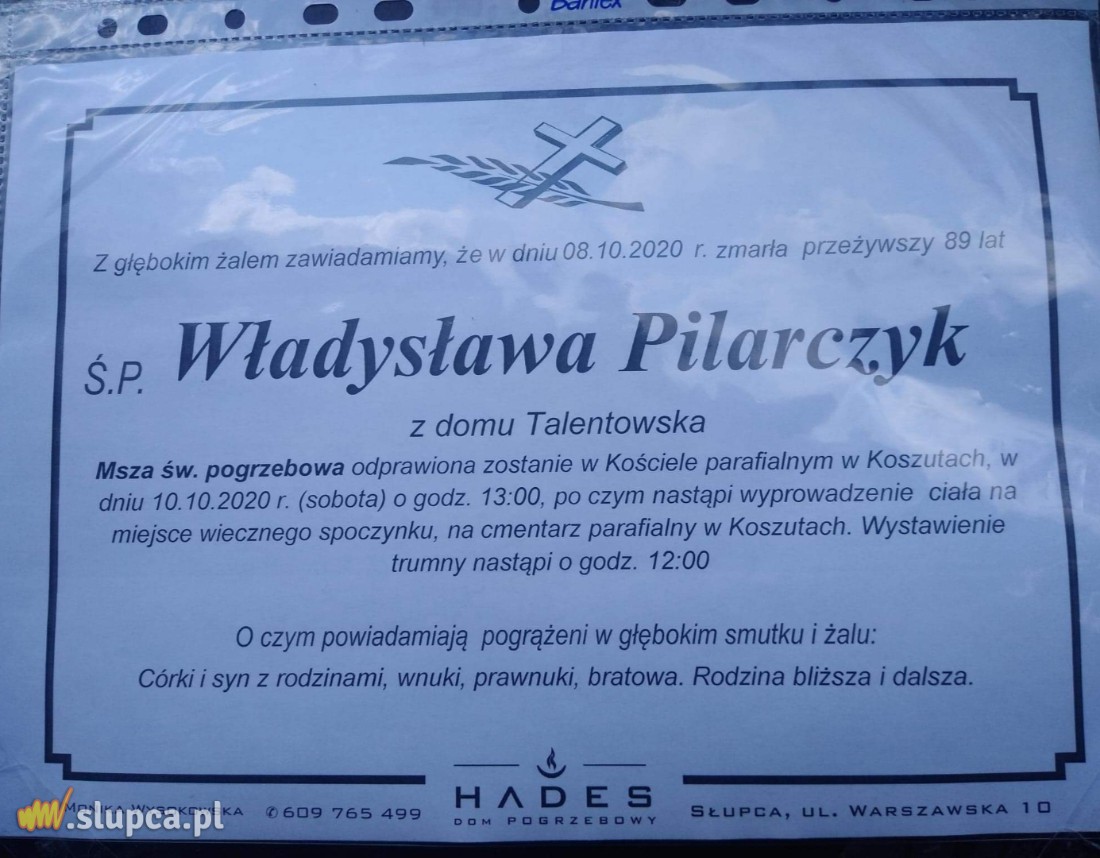 Bantex
Z głębokim żalem zawiadamiamy, że w dniu 08.10.2020 r. zmarła przeżywszy 89 lat
Ś.P. Władysława Pilarczyk
z domu Talentowska
Msza św. pogrzebowa odprawiona zostanie w Kościele parafialnym w Koszutach, w
dniu 10.10.2020 r. (sobota) o godz. 13:00, po czym nastąpi wyprowadzenie ciała na
miejsce wiecznego spoczynku, na cmentarz parafialny w Koszutach. Wystawienie
trumny nastąpi o godz. 12:00
O czym powiadamiają pogrążeni w głębokim smutku i żalu:
Córki i syn z rodzinami, wnuki, prawnuki, bratowa. Rodzina bliższa i dalsza.
Monika Wysokowska ✆609 765 499
HADES
DOM POGRZEBOWY
Słupca, ul. Warszawska 10
.slupca.pl